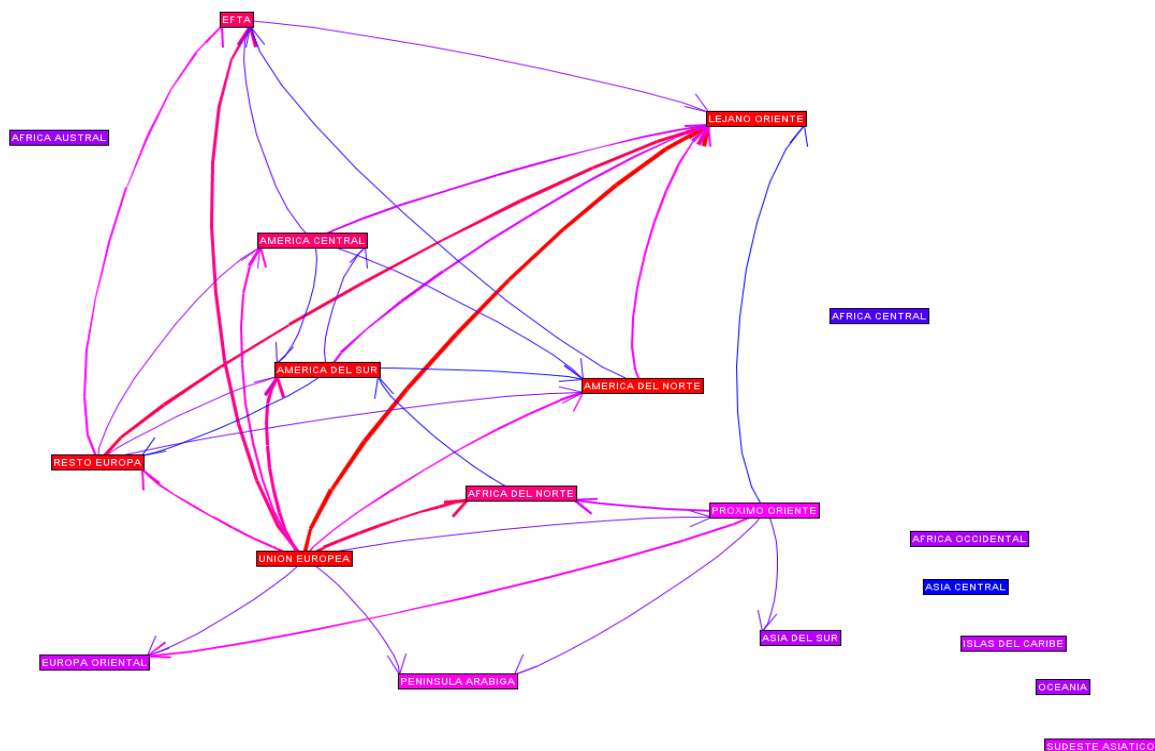 EFTA
LEJANO ORIENTE
AFRICA AUSTRAL
AMERICA CENTRAL
AFRICA CENTRAL
AMERICA DEL SUR
AMERICA DEL NORTE
RESTO EUROPA
AFRICA DEL NORTE
PROXIMO ORIENTE
AFRICA OCCIDENTAL
UNION EUROPEA
ASIA CENTRAL
ASIA DEL SUR
ISLAS DEL CARIBE
EUROPA ORIENTAL
PENINSULA ARABIGA
OCEANIA
SUDESTE ASIATICO